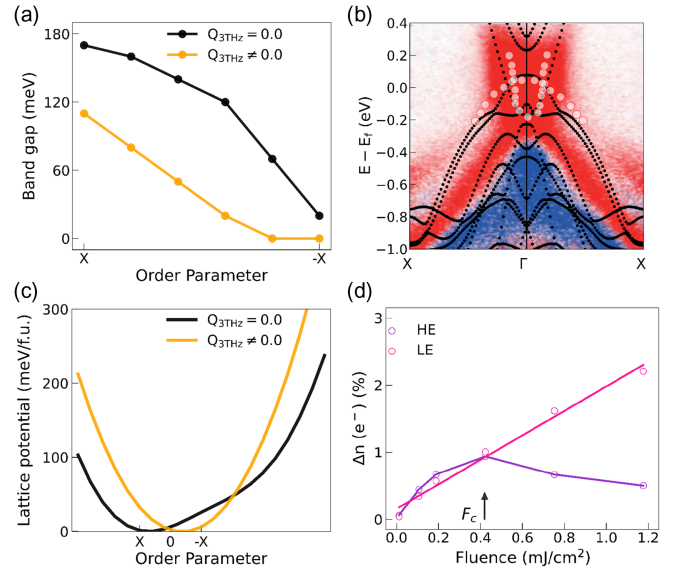 (a)
Q3THz = 0.0
Q3THz ≠ 0.0
180
120
60
0
Band gap (meV)
X
-X
Order Parameter
(b)
0.4
0.2
0.0
−0.2
−0.4
−0.6
−0.8
−1.0
E − Ef (eV)
X
Γ
X
(c)
Q3THz = 0.0
Q3THz ≠ 0.0
300
200
100
0
Lattice potential (meV/f.u.)
X
0
-X
Order Parameter
(d)
HE
LE
3
2
1
0
Δn (e⁻) (%)
Fc
0.0
0.2
0.4
0.6
0.8
1.0
1.2
Fluence (mJ/cm²)